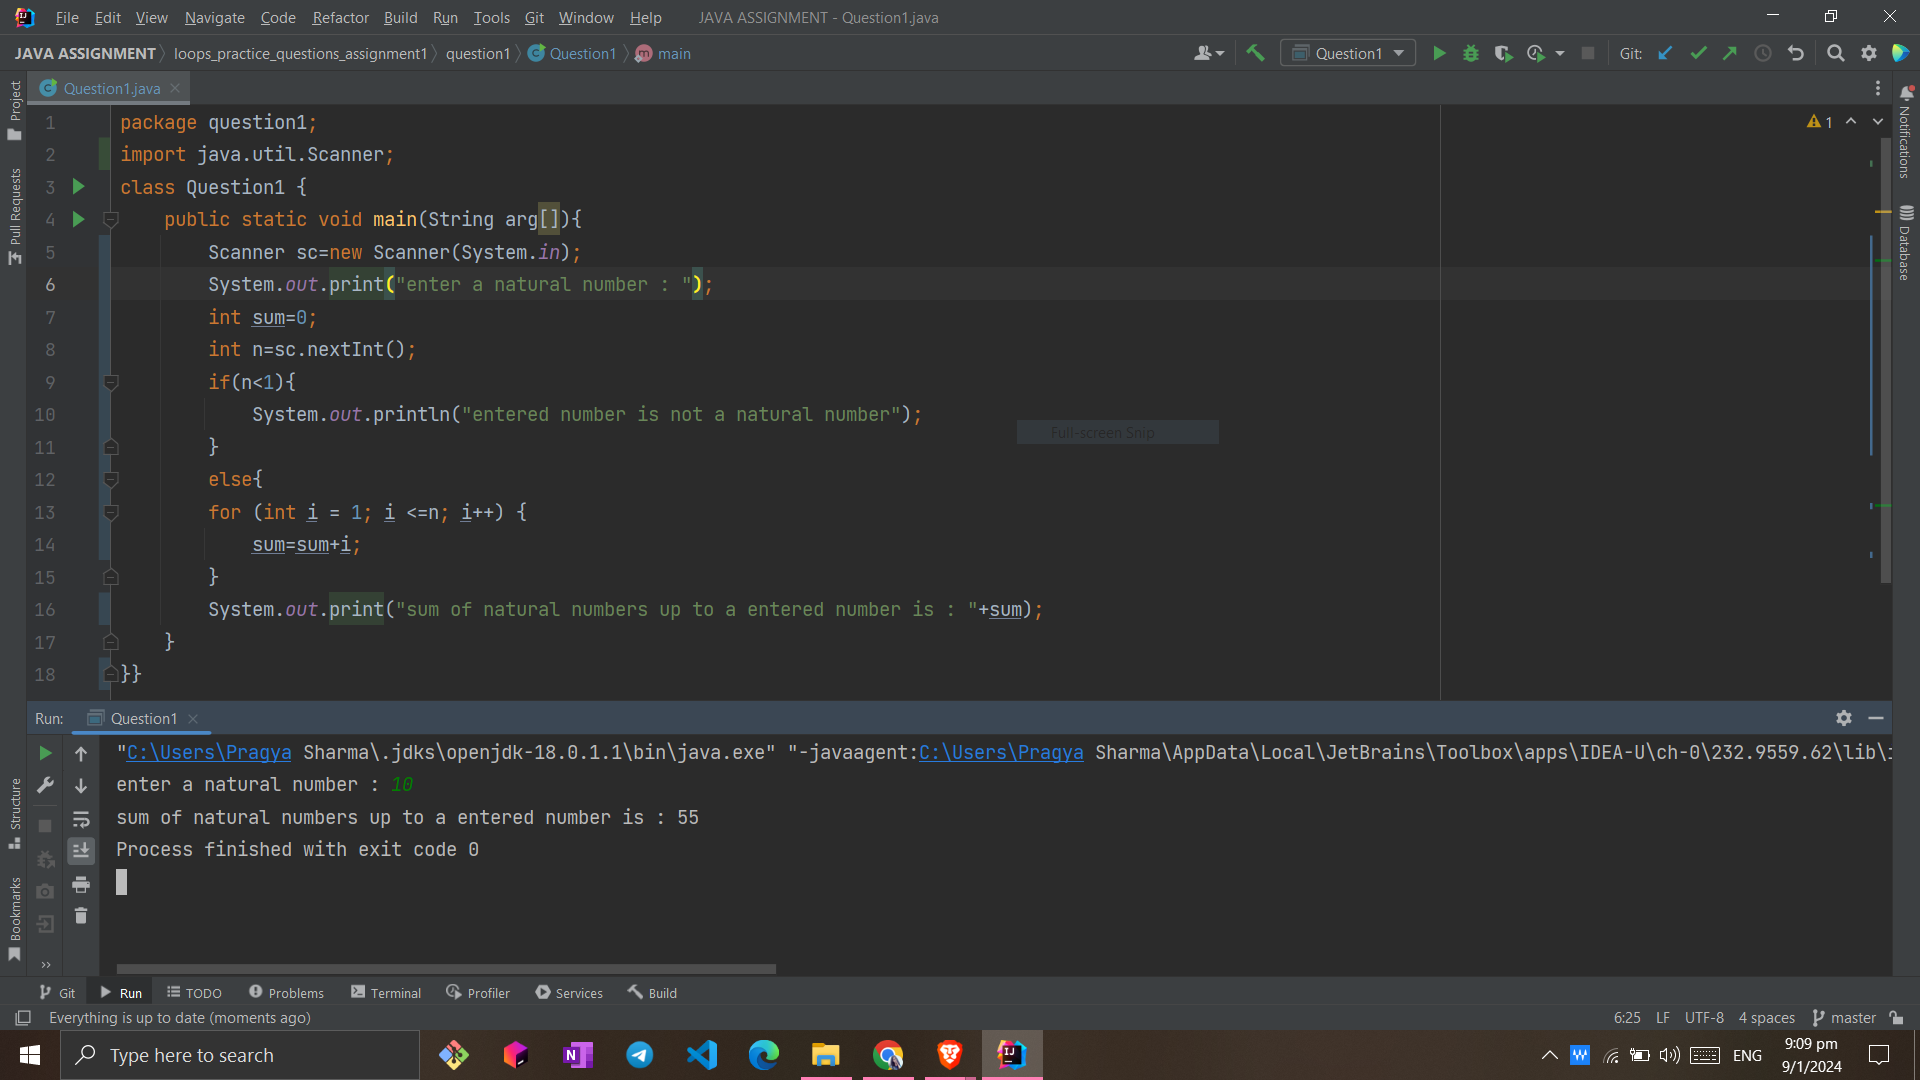 File Edit View Navigate Code Refactor Build Run Tools Git Window Help JAVA ASSIGNMENT - Question1.java
JAVA ASSIGNMENT loops_practice_questions_assignment1 question1 Question1 main Question1 Git:
Question1.java
Project
Pull Requests
Structure
Bookmarks
Notifications
Database
1
1 package question1;
2 import java.util.Scanner;
3 class Question1 {
4 public static void main(String arg[]){
5 Scanner sc=new Scanner(System.in);
6 System.out.print("enter a natural number : ");
7 int sum=0;
8 int n=sc.nextInt();
9 if(n<1){
10 System.out.println("entered number is not a natural number");
Full-screen Snip
11 }
12 else{
13 for (int i = 1; i <=n; i++) {
14 sum=sum+i;
15 }
16 System.out.print("sum of natural numbers up to a entered number is : "+sum);
17 }
18 }}
Run: Question1
"C:\Users\Pragya Sharma\.jdks\openjdk-18.0.1.1\bin\java.exe" "-javaagent:C:\Users\Pragya Sharma\AppData\Local\JetBrains\Toolbox\apps\IDEA-U\ch-0\232.9559.62\lib\
enter a natural number : 10
sum of natural numbers up to a entered number is : 55
Process finished with exit code 0
Git Run TODO Problems Terminal Profiler Services Build
Everything is up to date (moments ago) 6:25 LF UTF-8 4 spaces master
Type here to search ENG 9:09 pm
9/1/2024